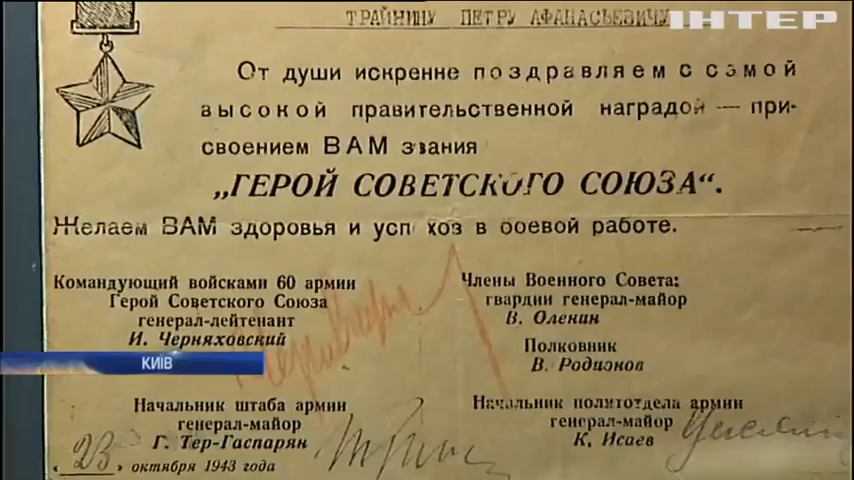 ІНТЕР
ТРАЙНИНУ ПЕТРУ АФАНАСЬЕВИЧУ
От души искренне поздравляем с самой
высокой правительственной наградой — при-
своением ВАМ звания
„ГЕРОЙ СОВЕТСКОГО СОЮЗА“.
Желаем ВАМ здоровья и усп хоз в боевой работе.
Командующий войсками 60 армии
Герой Советского Союза
генерал-лейтенант
И. Черняховский
Члены Военного Совета:
гвардии генерал-майор
В. Оленин
Полковник
В. Родионов
КИЇВ
Начальник штаба армии
генерал-майор
Г. Тер-Гаспарян
Начальник политотдела армии
генерал-майор
К. Исаев
„23„ октября 1943 года